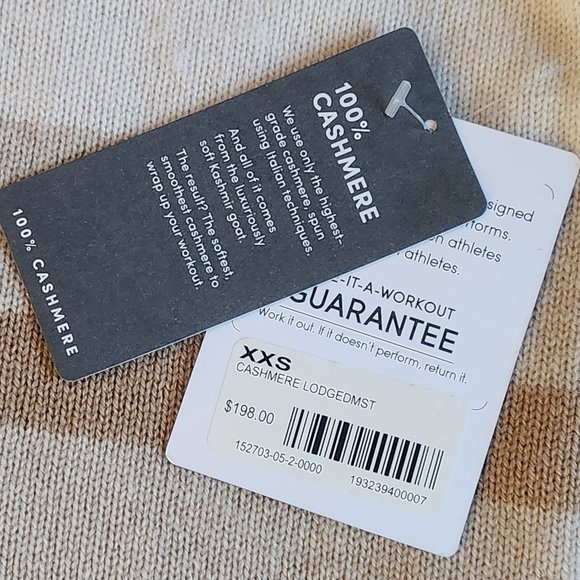 100%
CASHMERE
We use only the highest-
grade cashmere, spun
using Italian techniques.
And all of it comes
from the luxuriously
soft Kashmir goat.
The result? The softest,
smoothest cashmere to
wrap up your workout.
100% CASHMERE
athletes
athletes.
-IT-A-WORKOUT
GUARANTEE
Work it out. If it doesn't perform, return it.
XXS
CASHMERE LODGEDMST
$198.00
152703-05-2-0000
193239400007